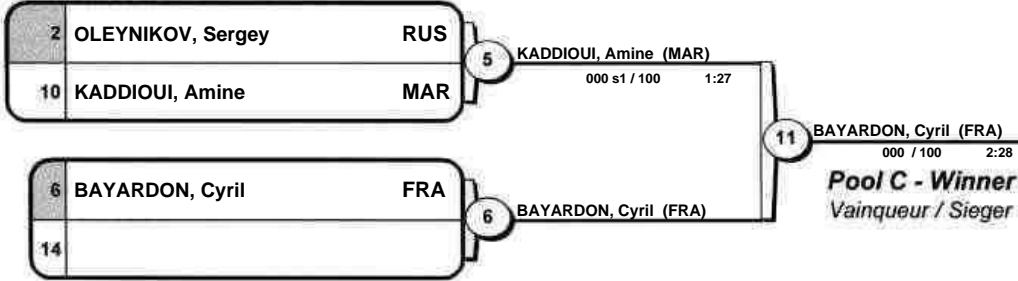 2 OLEYNIKOV, Sergey RUS
10 KADDIOUI, Amine MAR
5
KADDIOUI, Amine (MAR)
000 s1 / 100 1:27
6 BAYARDON, Cyril FRA
14
6
BAYARDON, Cyril (FRA)
11
BAYARDON, Cyril (FRA)
000 / 100 2:28
Pool C - Winner
Vainqueur / Sieger